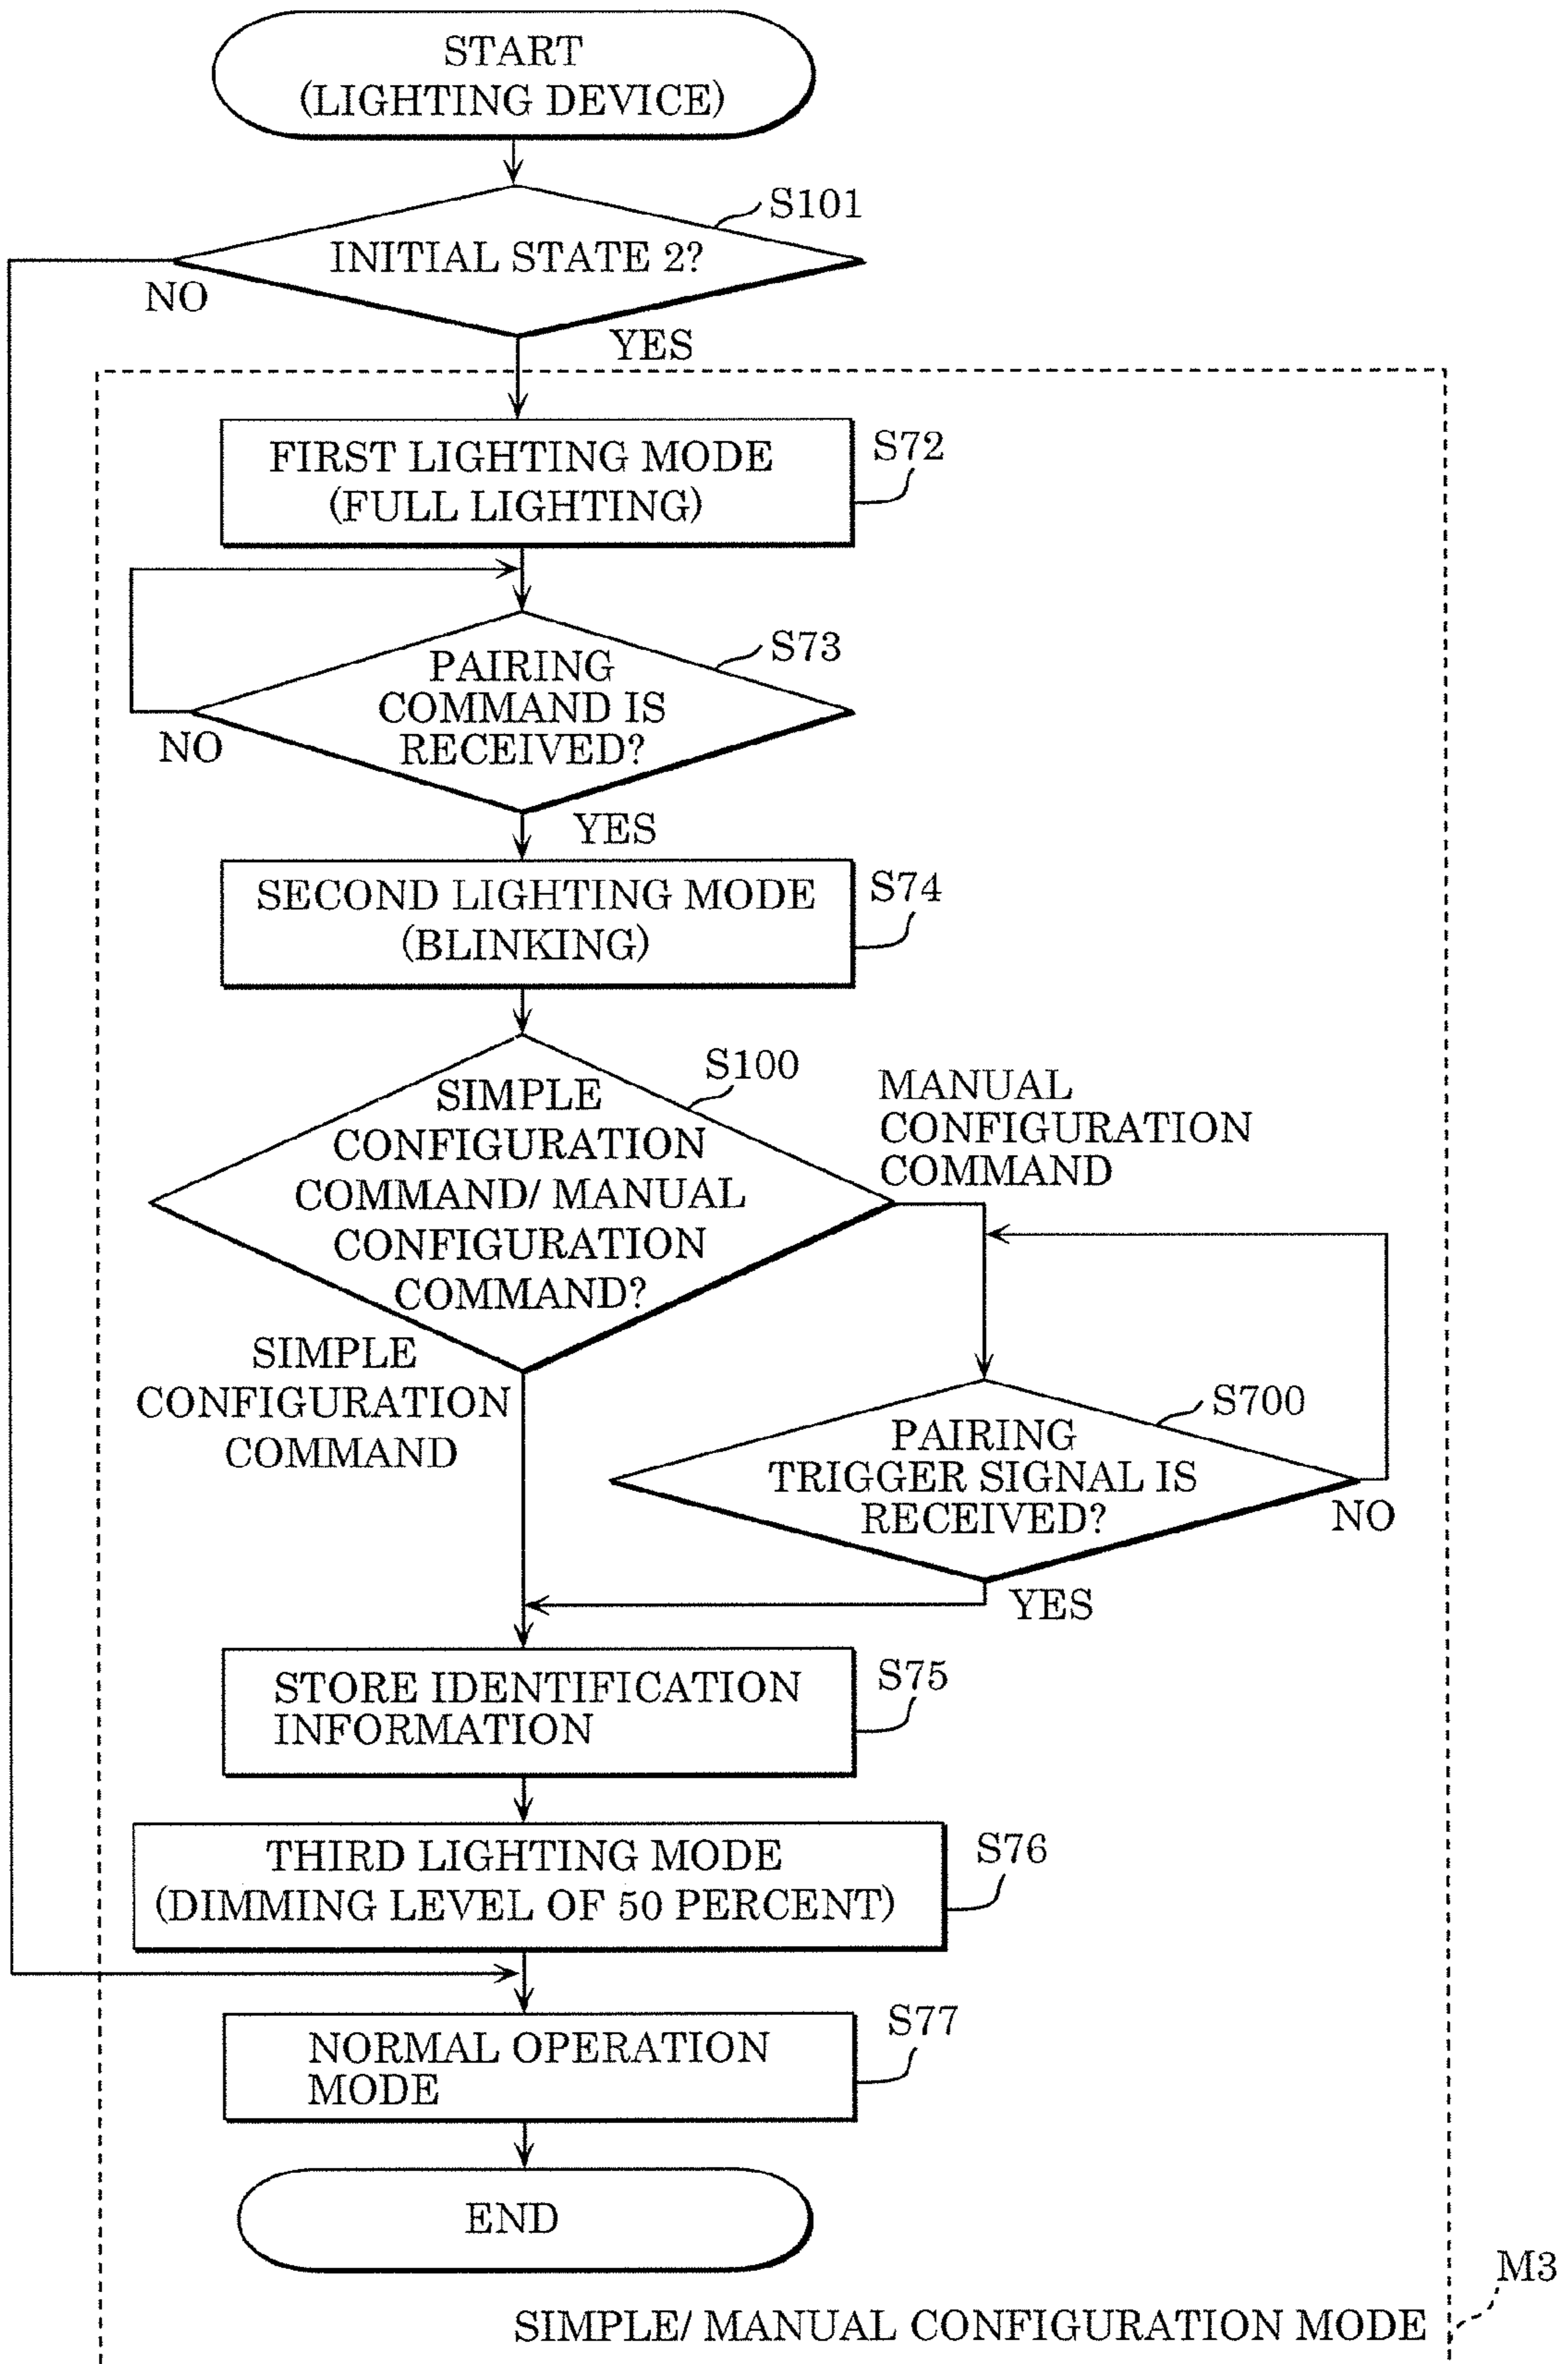 START
(LIGHTING DEVICE)
S101
INITIAL STATE 2?
NO
YES
FIRST LIGHTING MODE
(FULL LIGHTING)
S72
S73
PAIRING
COMMAND IS
RECEIVED?
NO
YES
SECOND LIGHTING MODE
(BLINKING)
S74
S100
SIMPLE
CONFIGURATION
COMMAND/ MANUAL
CONFIGURATION
COMMAND?
MANUAL
CONFIGURATION
COMMAND
SIMPLE
CONFIGURATION
COMMAND
S700
PAIRING
TRIGGER SIGNAL IS
RECEIVED?
NO
YES
STORE IDENTIFICATION
INFORMATION
S75
THIRD LIGHTING MODE
(DIMMING LEVEL OF 50 PERCENT)
S76
NORMAL OPERATION
MODE
S77
END
M3
SIMPLE/ MANUAL CONFIGURATION MODE